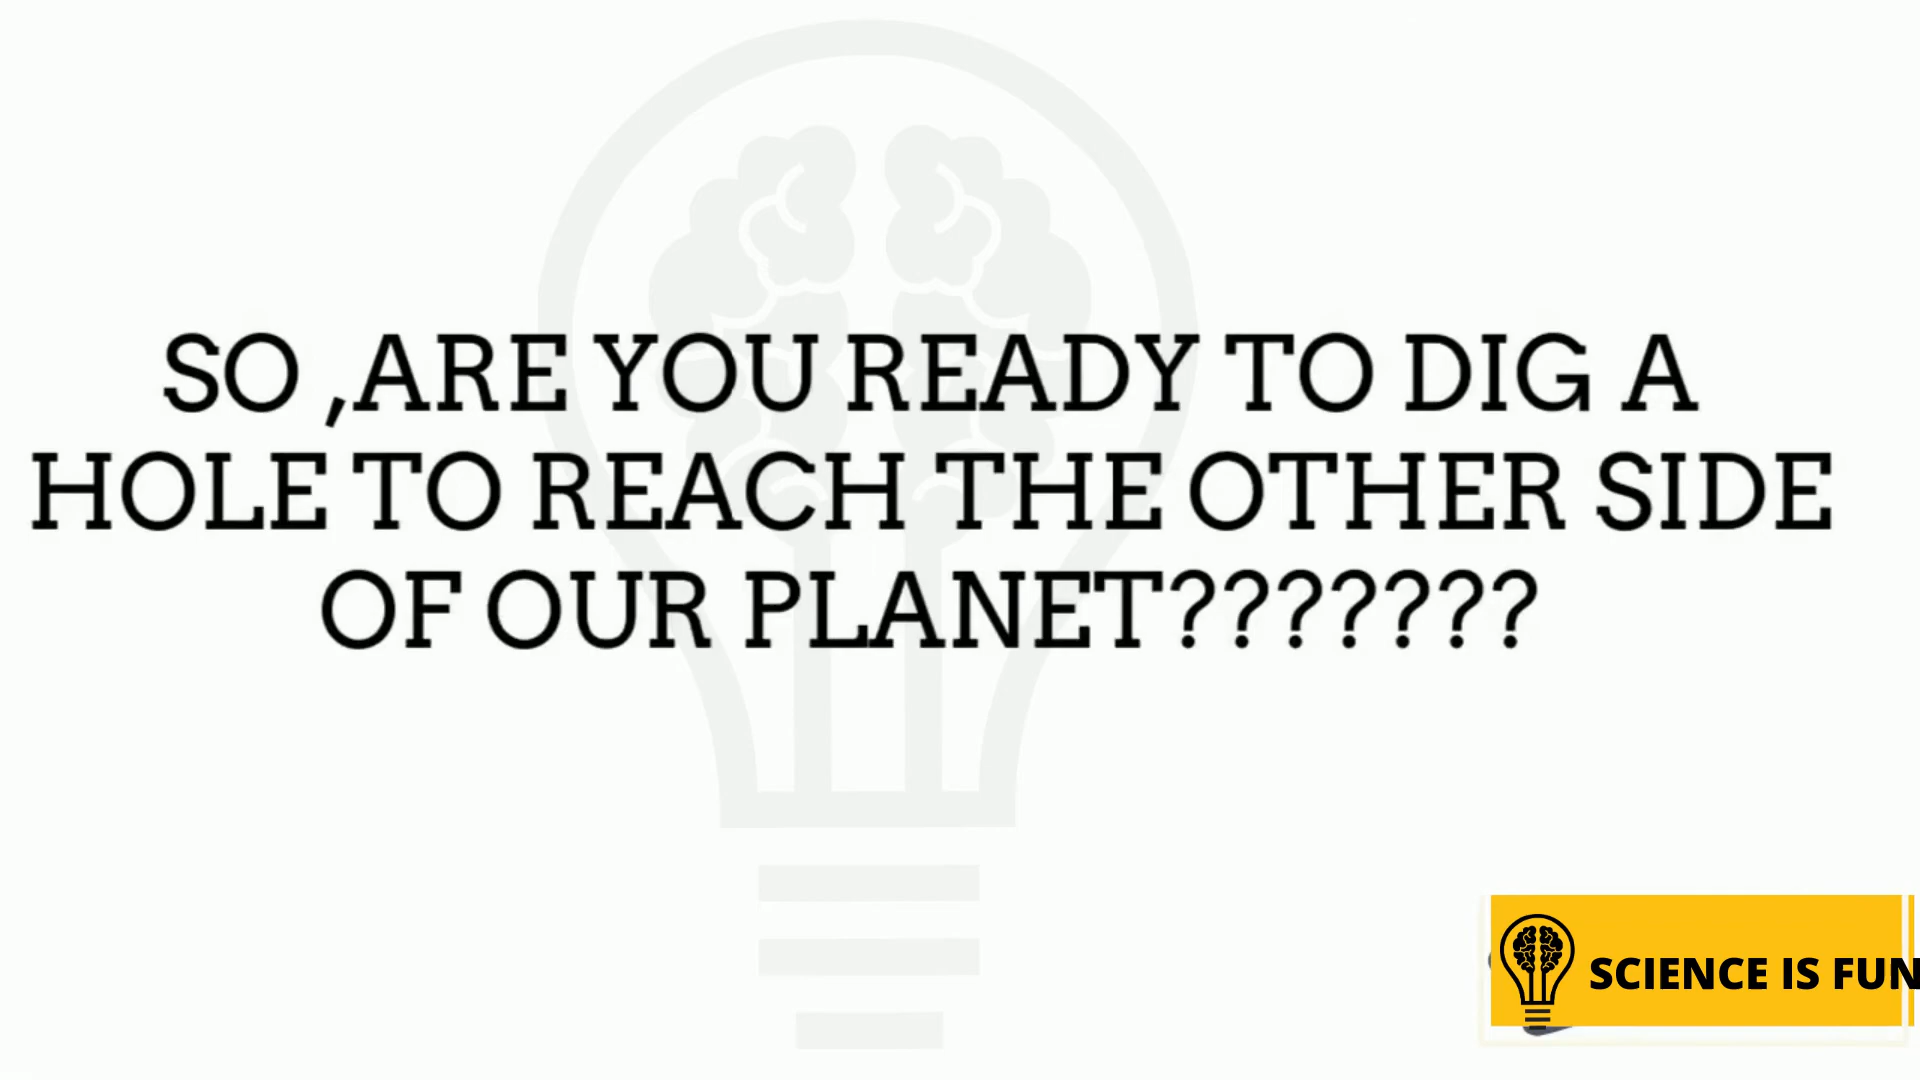 SO ,ARE YOU READY TO DIG A
HOLE TO REACH THE OTHER SIDE
OF OUR PLANET???????
SCIENCE IS FUN